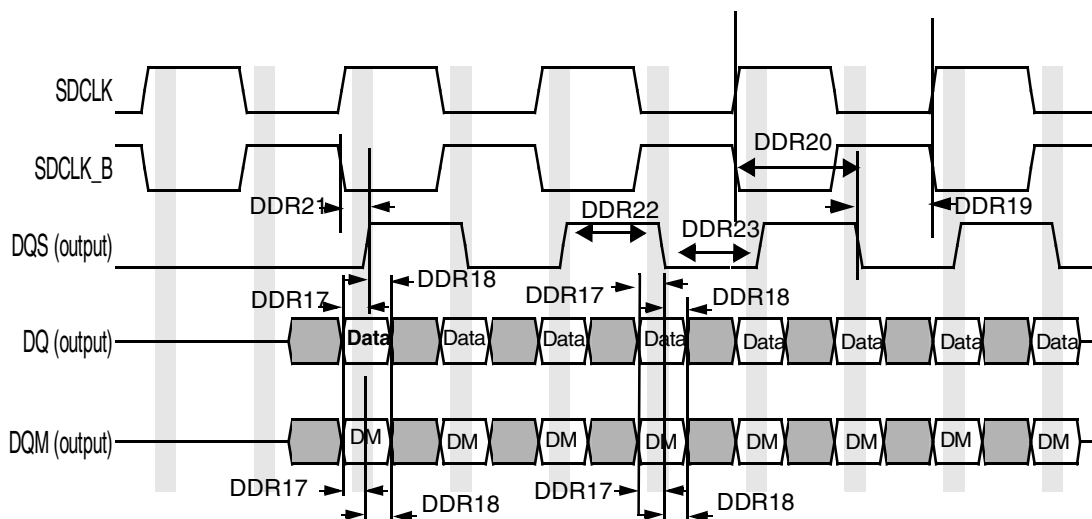 SDCLK
SDCLK_B
DDR20
DDR21
DDR22
DDR19
DDR23
DQS (output)
DDR18
DDR17
DDR17
DDR18
DQ (output)
Data Data Data Data Data Data Data Data
DQM (output)
DM DM DM DM DM DM DM DM
DDR17
DDR18
DDR17
DDR18